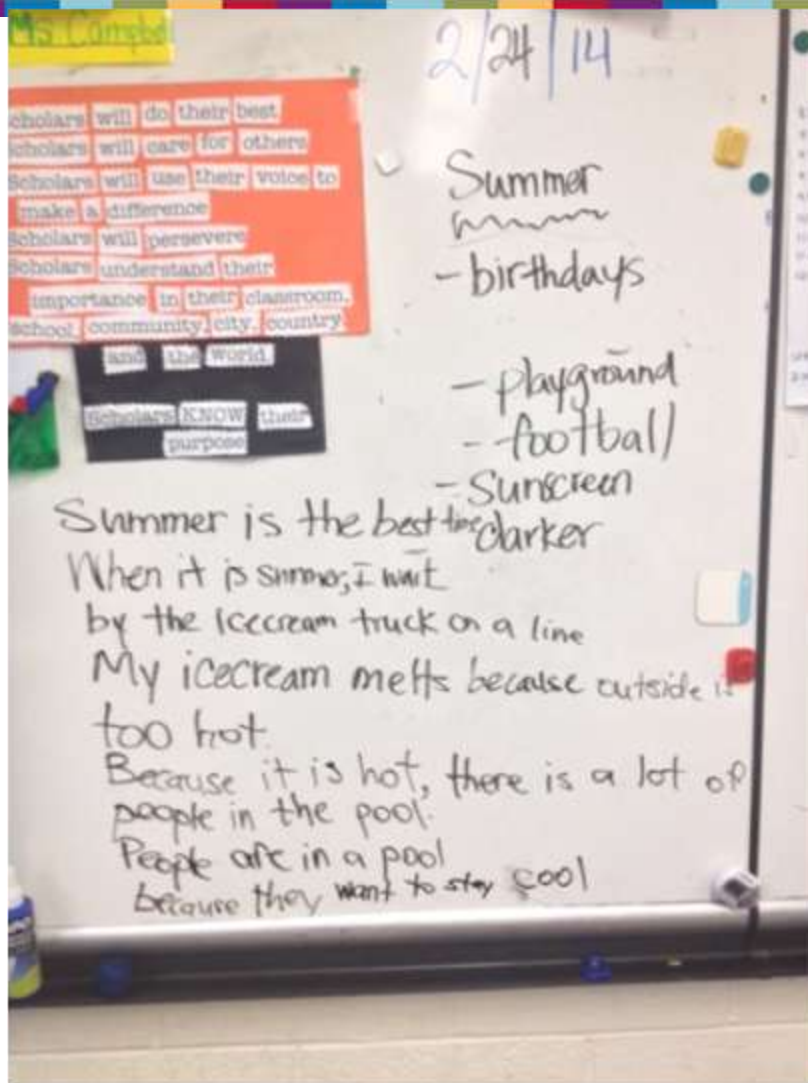 Ms Campbell
2/24/14
Scholars will do their best
Scholars will care for others
Scholars will use their voice to
make a difference
Scholars will persevere
Scholars understand their
importance in their classroom,
school, community, city, country
and the world.
Scholars KNOW their
purpose
Summer
- birthdays
- playground
- football
- sunscreen
darker
Summer is the best time
When it is summer, I wait
by the icecream truck on a line
My icecream melts because outside is
too hot.
Because it is hot, there is a lot of
people in the pool.
People are in a pool
because they want to stay cool